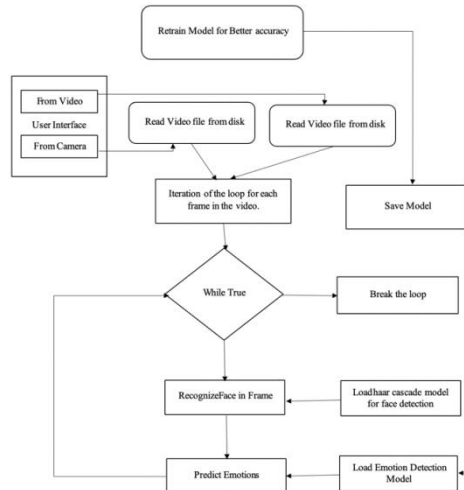 Retrain Model for Better accuracy
From Video
User Interface
From Camera
Read Video file from disk
Read Video file from disk
Iteration of the loop for each
frame in the video.
Save Model
While True
Break the loop
RecognizeFace in Frame
Loadhaar cascade model
for face detection
Predict Emotions
Load Emotion Detection
Model